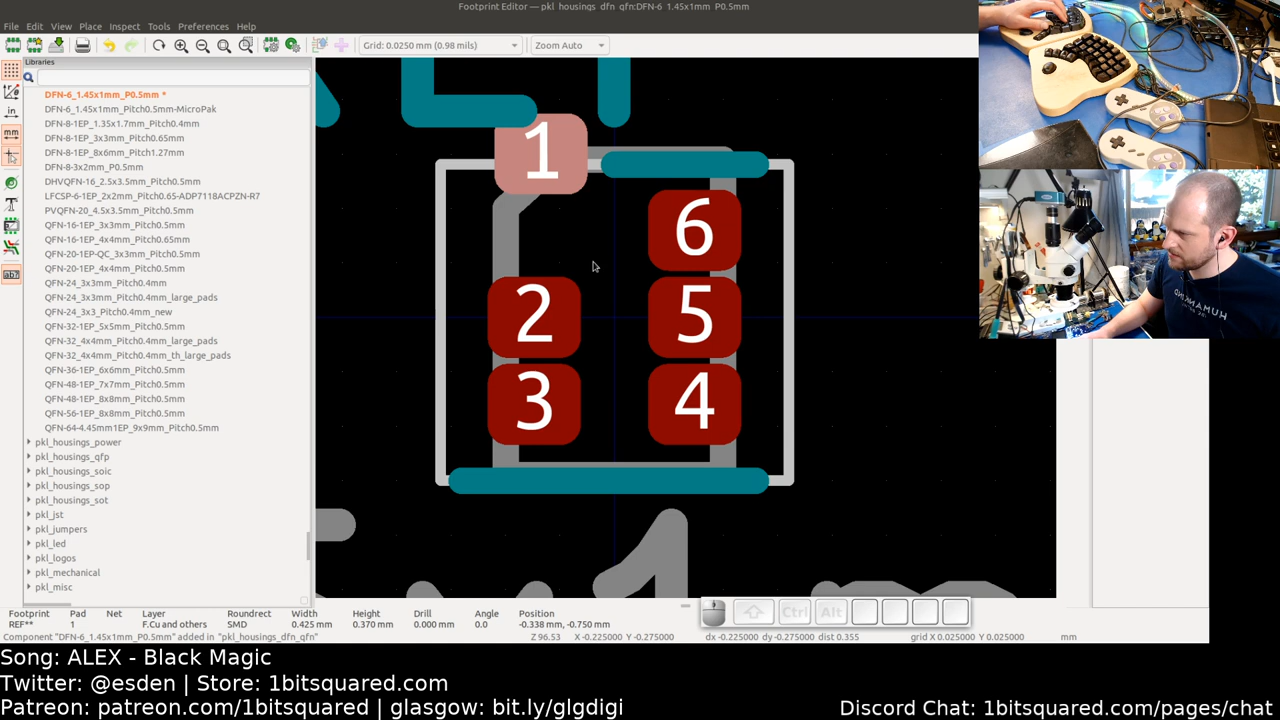 Footprint Editor — pkl_housings_dfn_qfn:DFN-6_1.45x1mm_P0.5mm
File Edit View Place Inspect Tools Preferences Help
Grid: 0.0250 mm (0.98 mils)
Zoom Auto
Libraries
in
mm
DFN-6_1.45x1mm_P0.5mm *
DFN-6_1.45x1mm_Pitch0.5mm-MicroPak
DFN-8-1EP_1.35x1.7mm_Pitch0.4mm
DFN-8-1EP_3x3mm_Pitch0.65mm
DFN-8-1EP_8x6mm_Pitch1.27mm
DFN-8-3x2mm_P0.5mm
DHVQFN-16_2.5x3.5mm_Pitch0.5mm
LFCSP-6-1EP_2x2mm_Pitch0.65-ADP7118ACPZN-R7
PVQFN-20_4.5x3.5mm_Pitch0.5mm
QFN-16-1EP_3x3mm_Pitch0.5mm
QFN-16-1EP_4x4mm_Pitch0.65mm
QFN-20-1EP-QC_3x3mm_Pitch0.5mm
QFN-20-1EP_4x4mm_Pitch0.5mm
QFN-24_3x3mm_Pitch0.4mm
QFN-24_3x3mm_Pitch0.4mm_large_pads
QFN-24_3x3_Pitch0.4mm_new
QFN-32-1EP_5x5mm_Pitch0.5mm
QFN-32_4x4mm_Pitch0.4mm_large_pads
QFN-32_4x4mm_Pitch0.4mm_th_large_pads
QFN-36-1EP_6x6mm_Pitch0.5mm
QFN-48-1EP_7x7mm_Pitch0.5mm
QFN-48-1EP_8x8mm_Pitch0.5mm
QFN-56-1EP_8x8mm_Pitch0.5mm
QFN-64-4.45mm1EP_9x9mm_Pitch0.5mm
pkl_housings_power
pkl_housings_qfp
pkl_housings_soic
pkl_housings_sop
pkl_housings_sot
pkl_jst
pkl_jumpers
pkl_led
pkl_logos
pkl_mechanical
pkl_misc
1
6
2 5
3 4
Ctrl Alt
Footprint Pad Net Layer Roundrect Width Height Drill Angle Position
REF** 1 F.Cu and others SMD 0.425 mm 0.370 mm 0.000 mm 0.0 -0.338 mm, -0.750 mm
Component "DFN-6_1.45x1mm_P0.5mm" added in "pkl_housings_dfn_qfn" Z 96.53 X -0.225000 Y -0.275000 dx -0.225000 dy -0.275000 dist 0.355 grid X 0.025000 Y 0.025000 mm
Song: ALEX - Black Magic
Twitter: @esden | Store: 1bitsquared.com
Patreon: patreon.com/1bitsquared | glasgow: bit.ly/glgdigi
Discord Chat: 1bitsquared.com/pages/chat